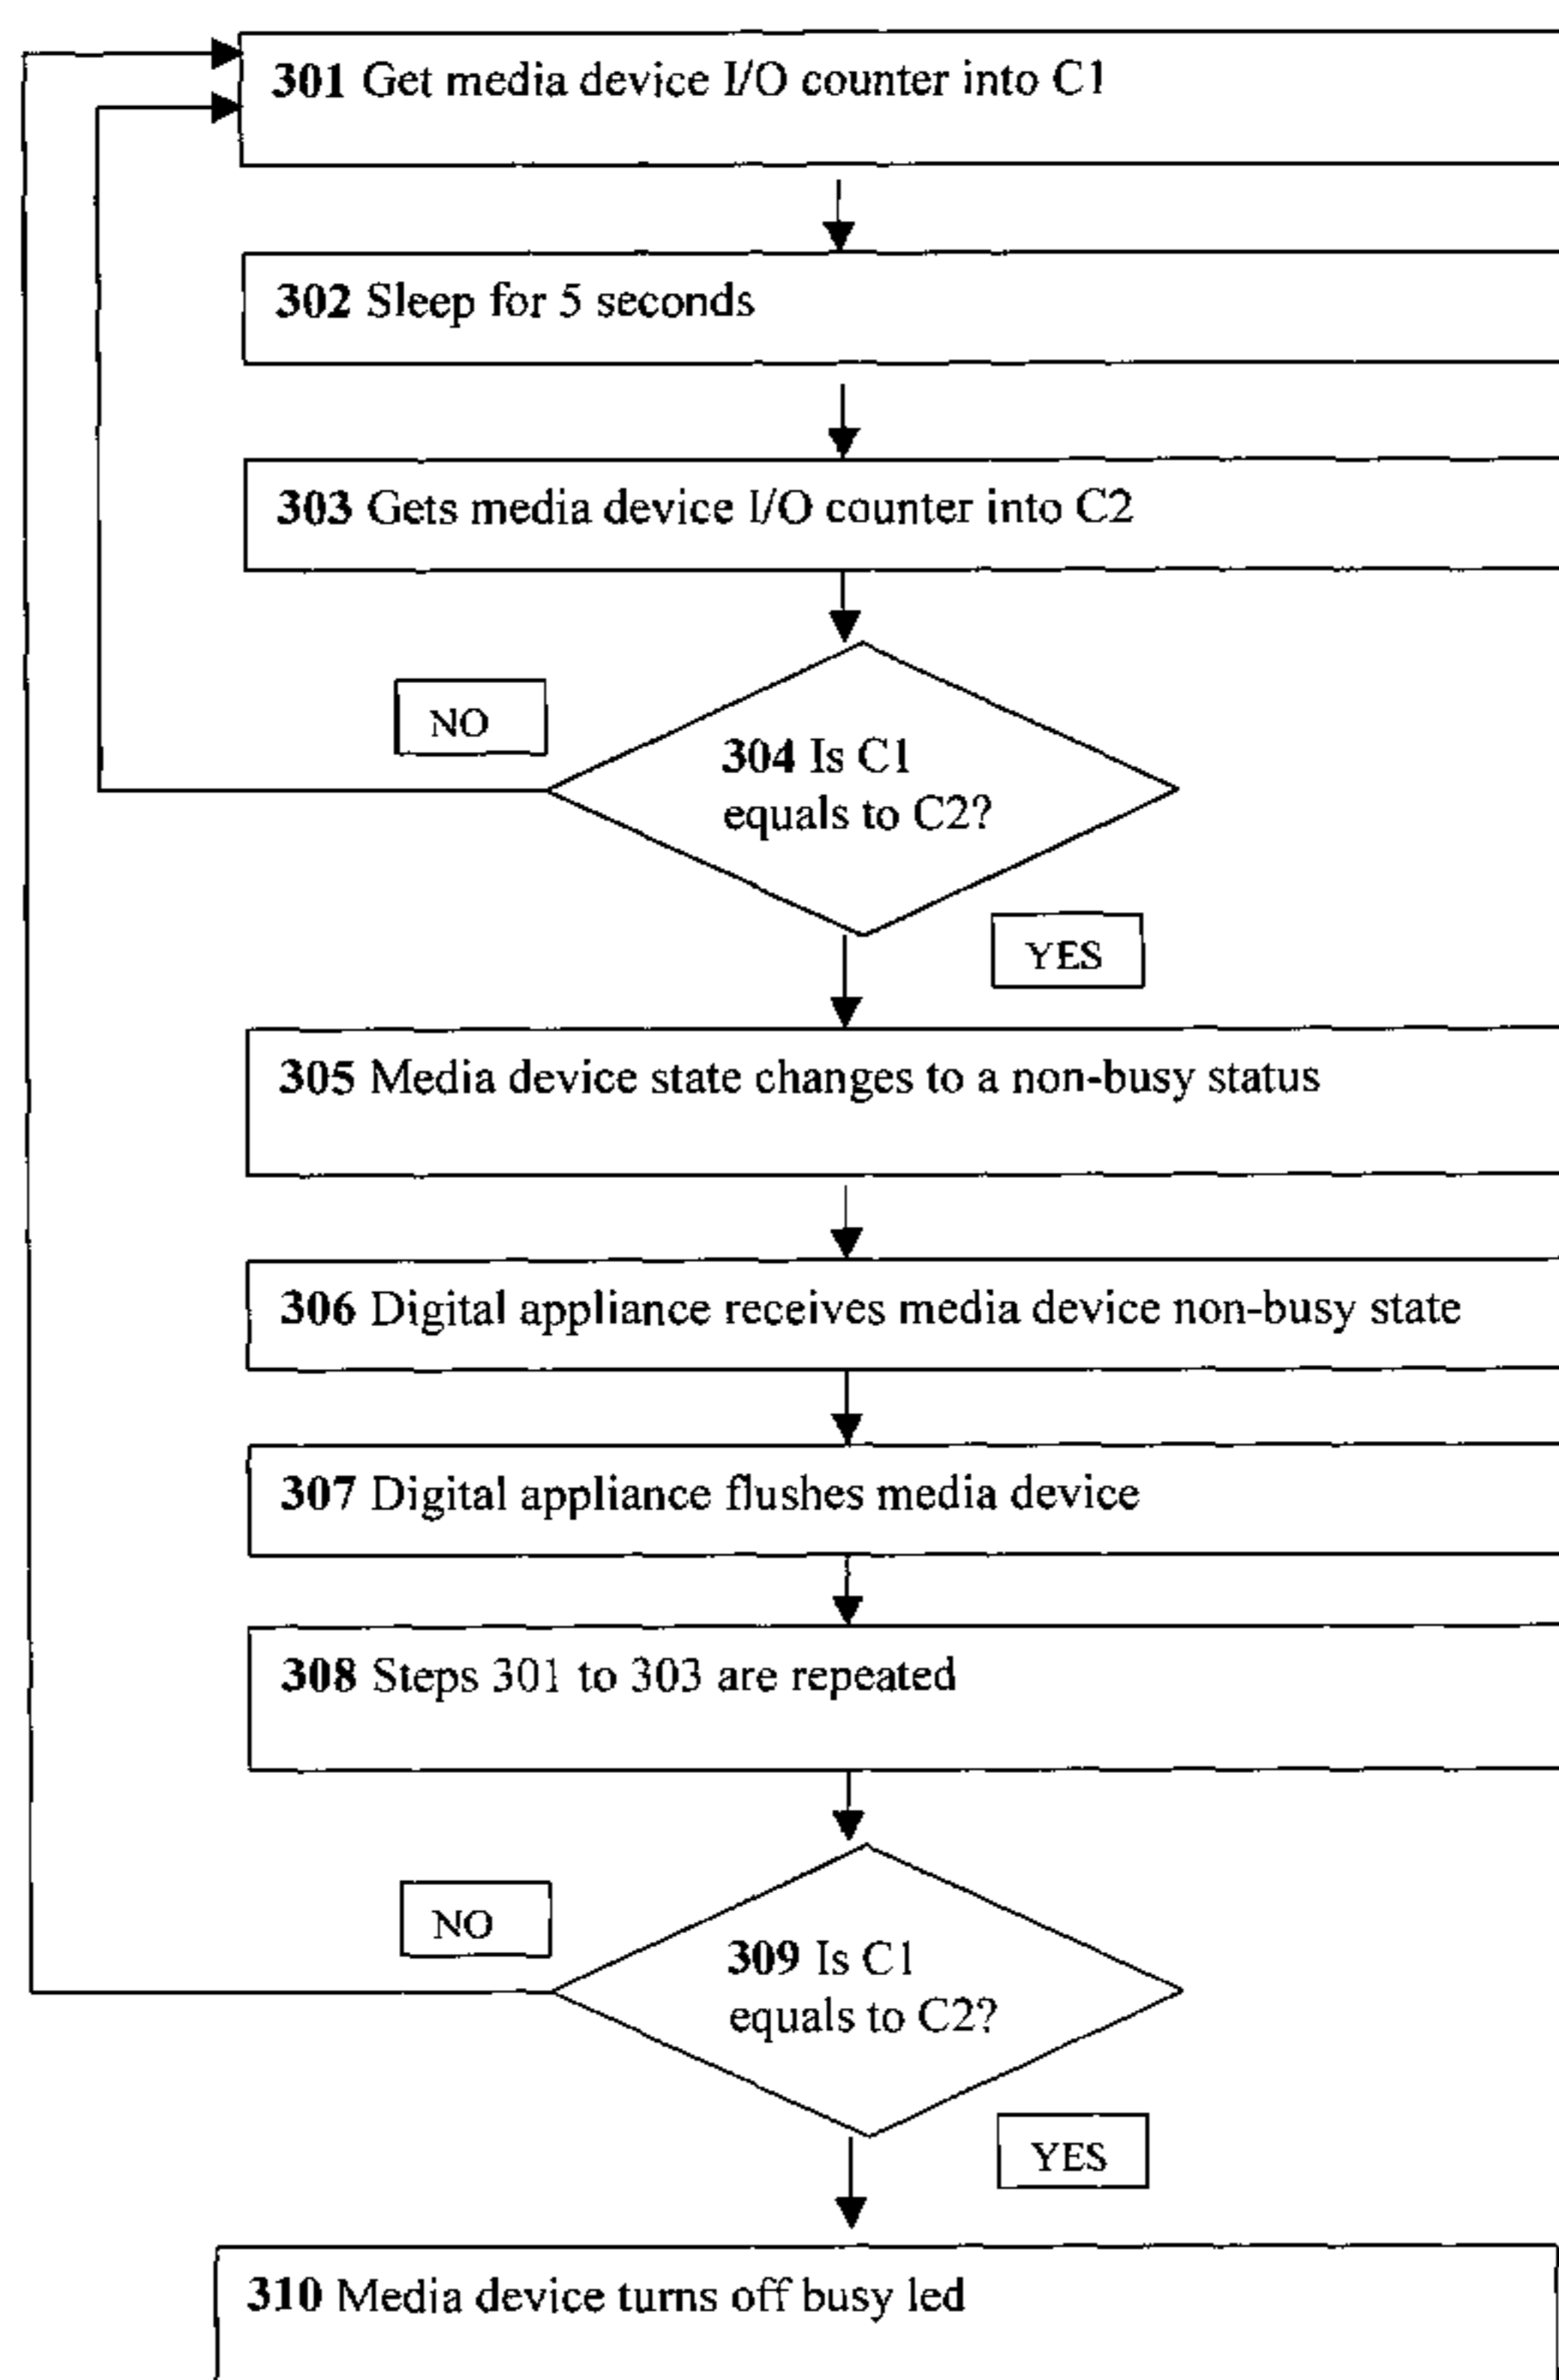 301 Get media device I/O counter into C1
302 Sleep for 5 seconds
303 Gets media device I/O counter into C2
NO
304 Is C1
equals to C2?
YES
305 Media device state changes to a non-busy status
306 Digital appliance receives media device non-busy state
307 Digital appliance flushes media device
308 Steps 301 to 303 are repeated
NO
309 Is C1
equals to C2?
YES
310 Media device turns off busy led